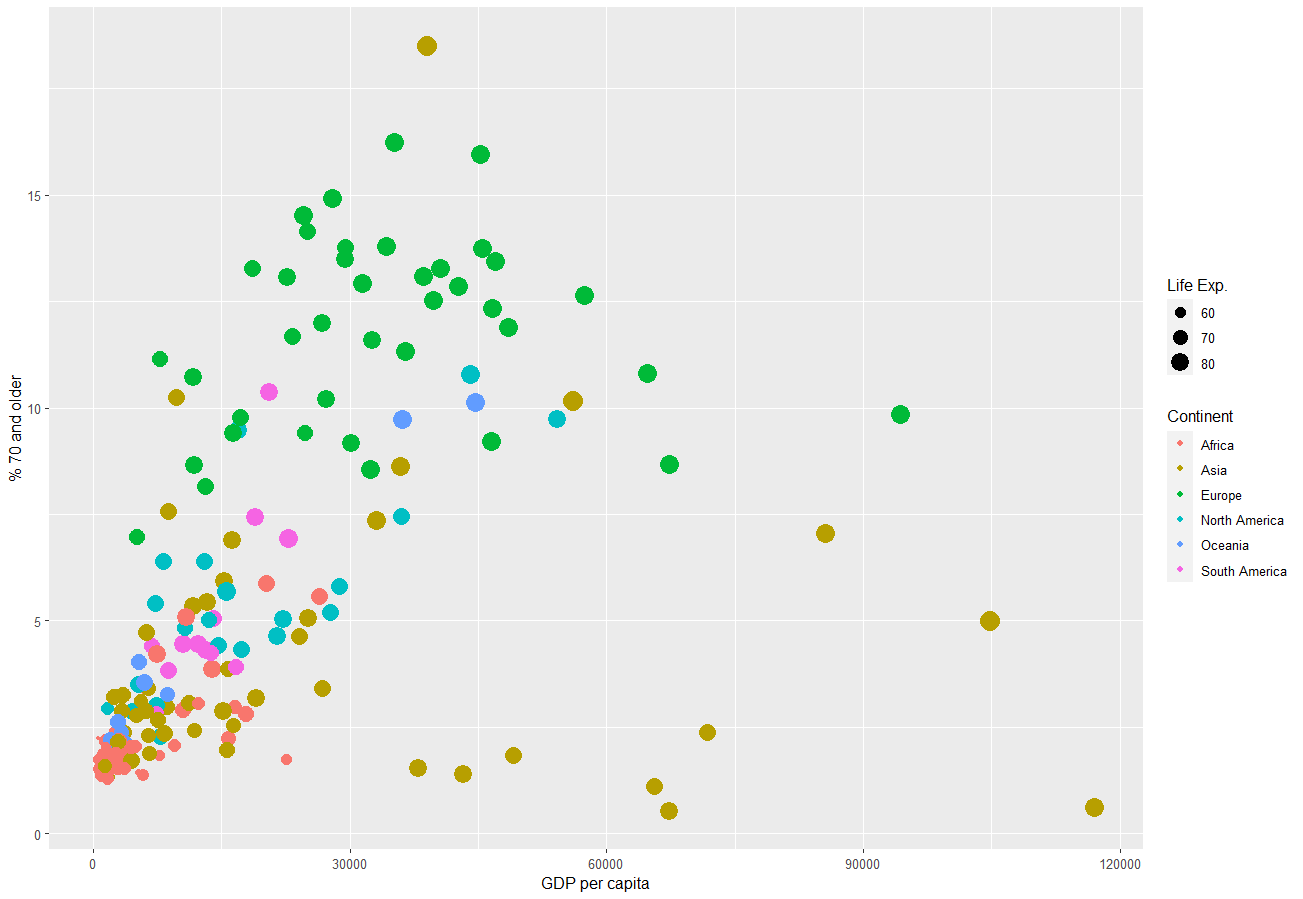 % 70 and older
15
10
5
0
0
30000
60000
90000
120000
GDP per capita
Life Exp.
60
70
80
Continent
Africa
Asia
Europe
North America
Oceania
South America